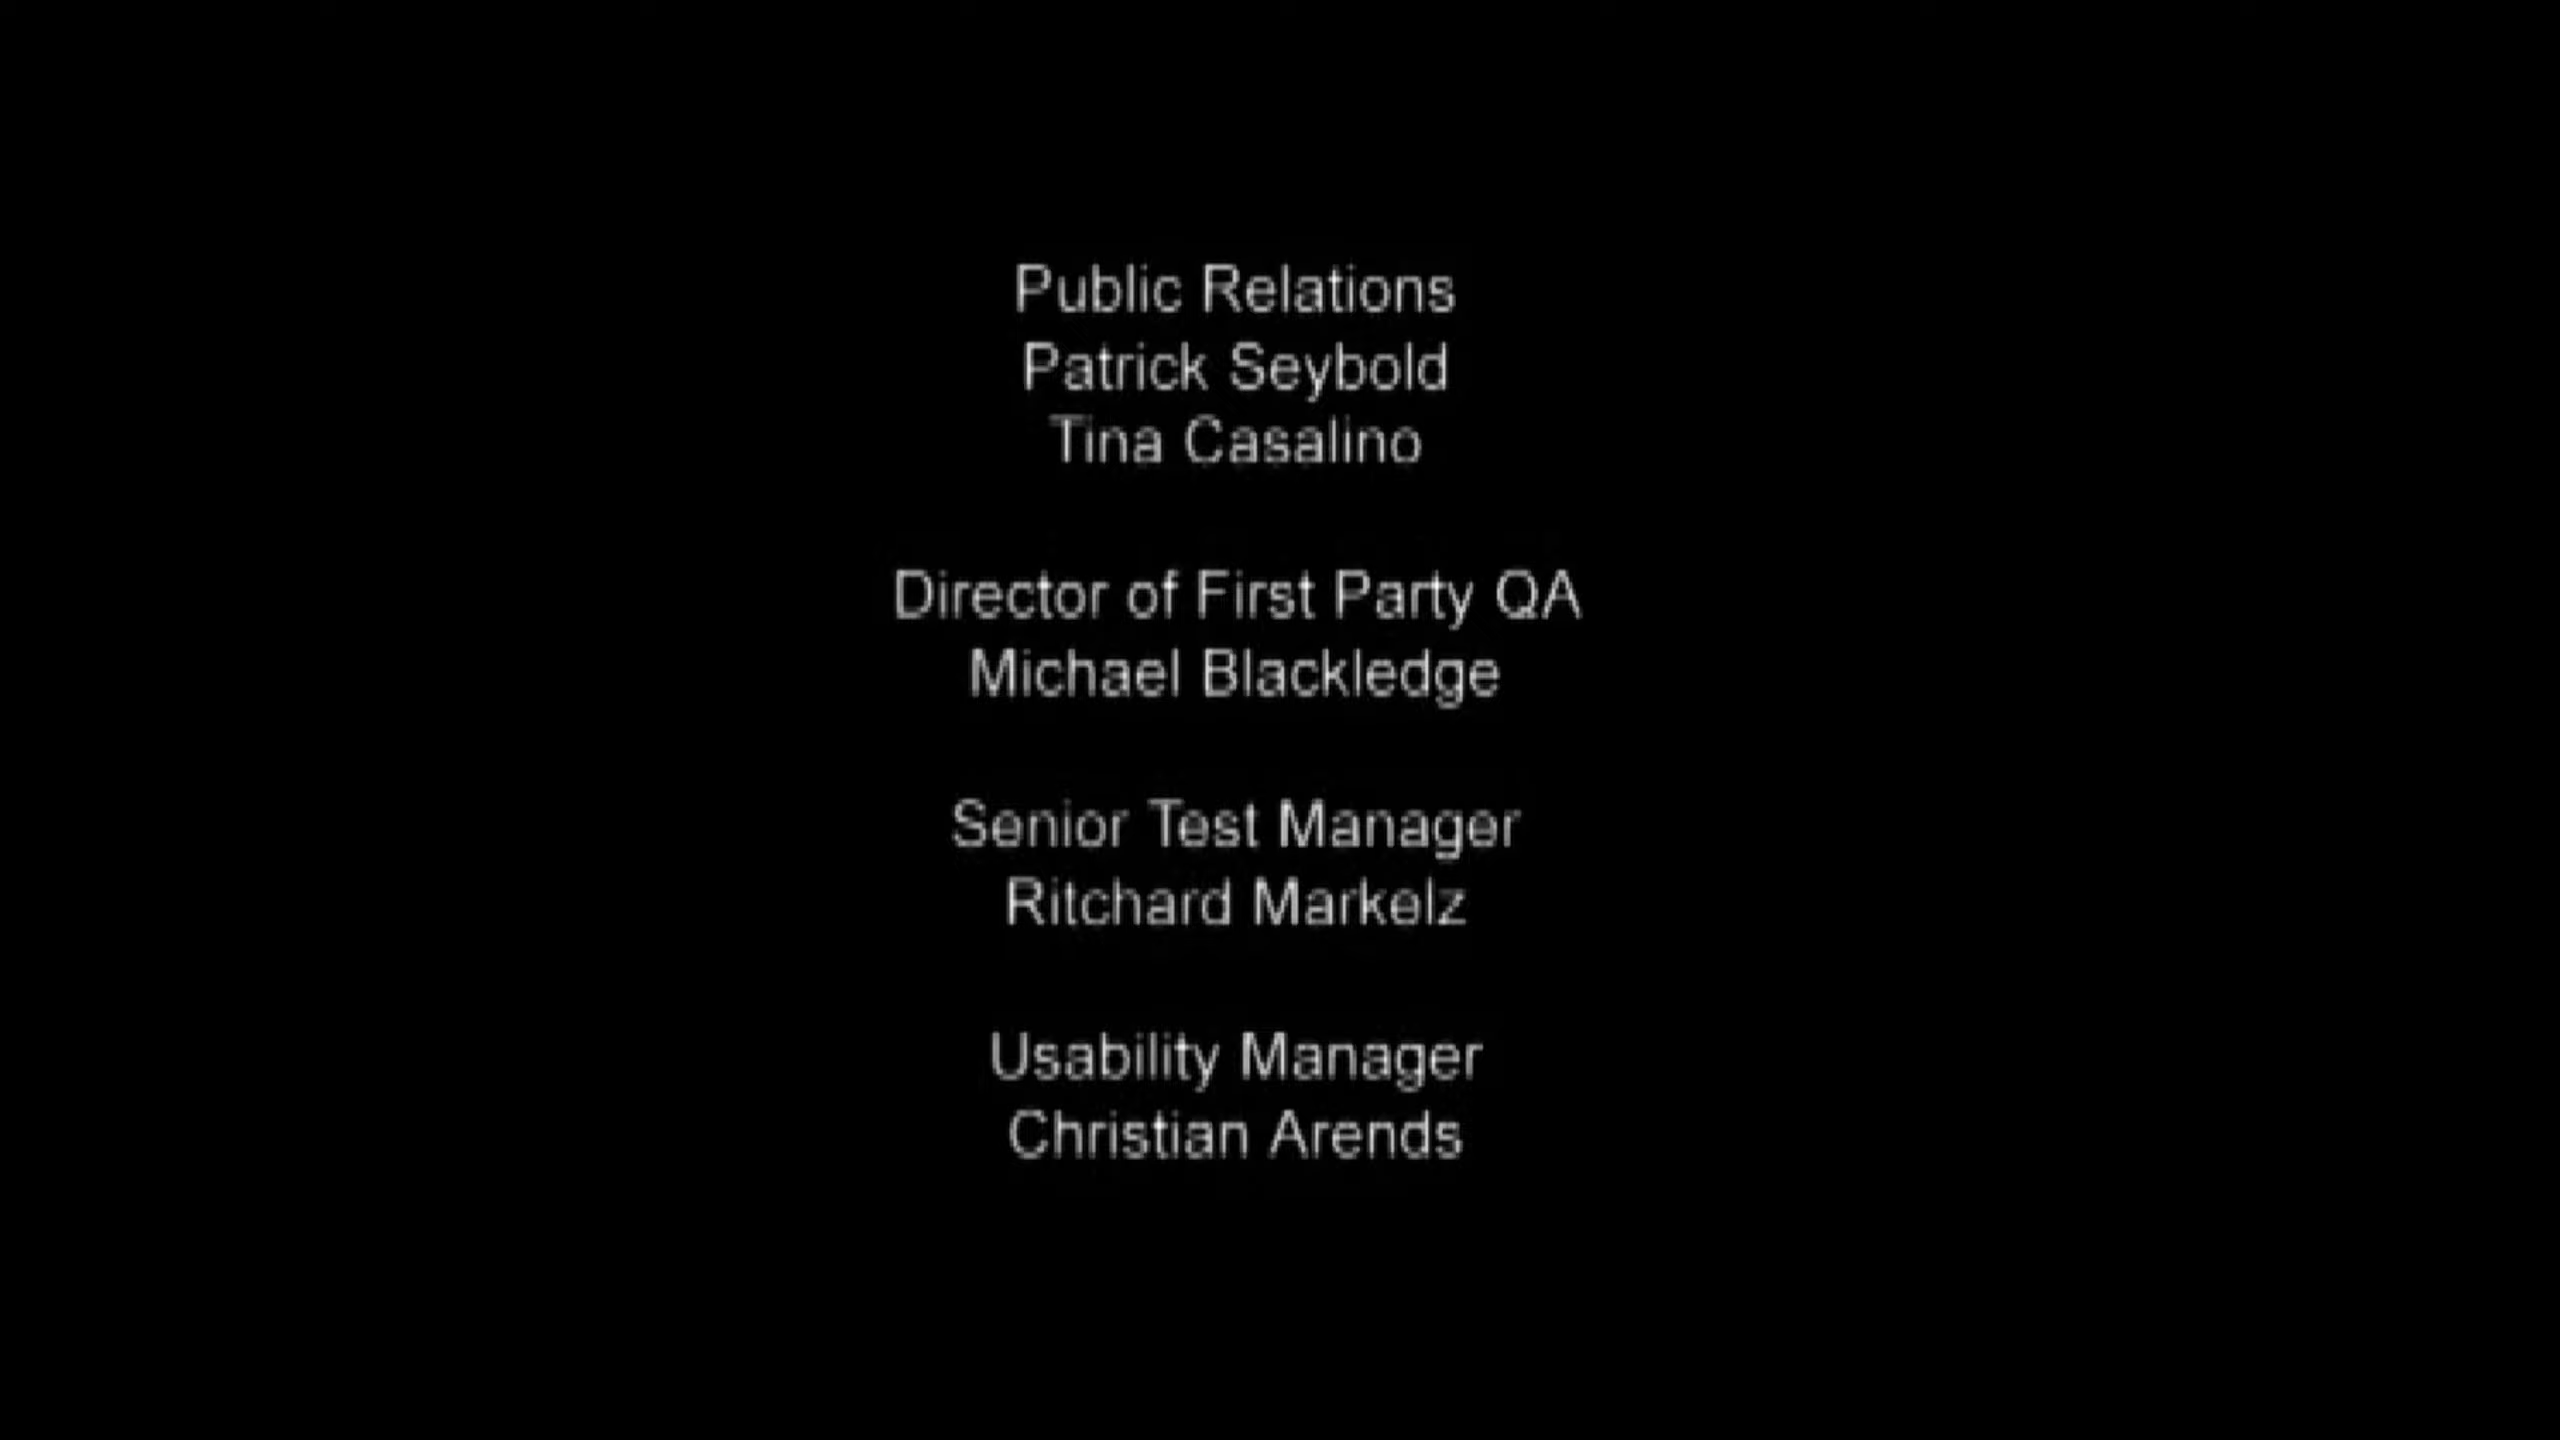 Public Relations
Patrick Seybold
Tina Casalino
Director of First Party QA
Michael Blackledge
Senior Test Manager
Ritchard Markelz
Usability Manager
Christian Arends